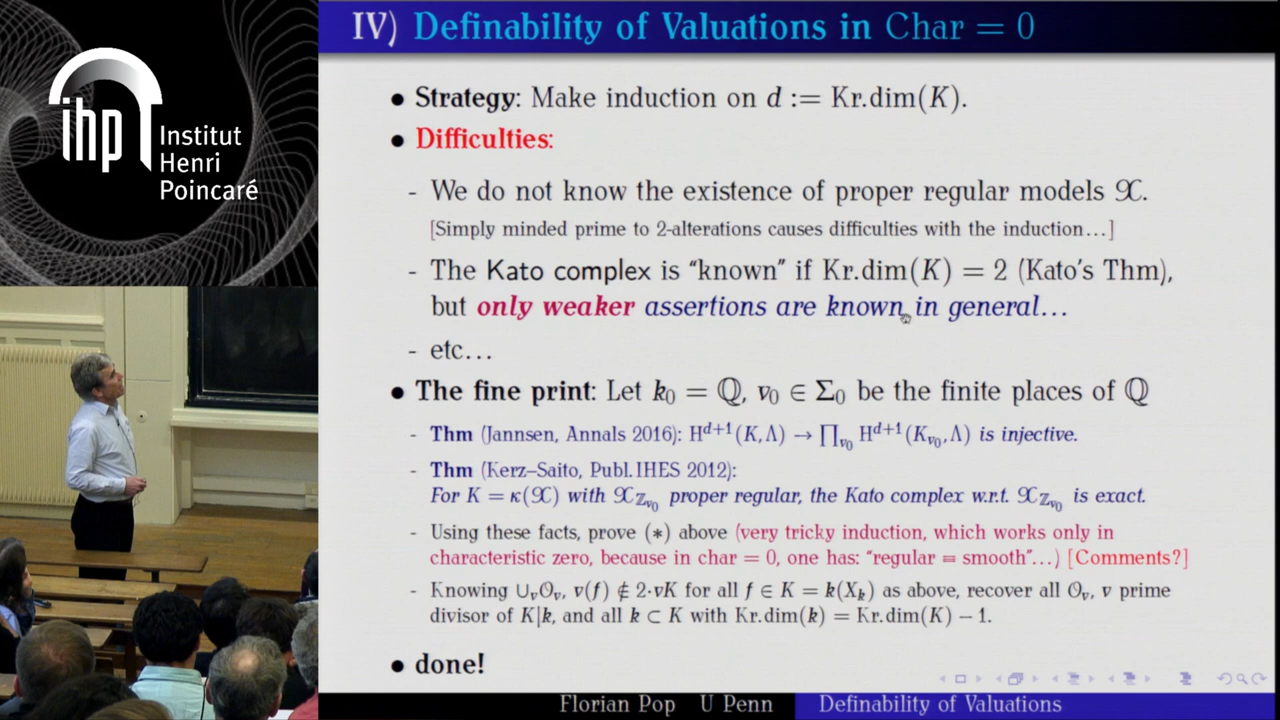 ihp
Institut
Henri
Poincaré
IV) Definability of Valuations in Char = 0
• Strategy: Make induction on d := Kr.dim(K).
• Difficulties:
- We do not know the existence of proper regular models 𝒳.
[Simply minded prime to 2-alterations causes difficulties with the induction…]
- The Kato complex is “known” if Kr.dim(K) = 2 (Kato's Thm),
but only weaker assertions are known in general…
- etc…
• The fine print: Let k₀ = ℚ, v₀ ∈ Σ₀ be the finite places of ℚ
- Thm (Jannsen, Annals 2016): Hᵈ⁺¹(K,Λ) → ∏_{v₀} Hᵈ⁺¹(K_{v₀},Λ) is injective.
- Thm (Kerz–Saito, Publ. IHES 2012):
For K = κ(𝒳) with 𝒳_{ℤ_{v₀}} proper regular, the Kato complex w.r.t. 𝒳_{ℤ_{v₀}} is exact.
- Using these facts, prove (∗) above (very tricky induction, which works only in
characteristic zero, because in char = 0, one has: “regular = smooth”…) [Comments?]
- Knowing ∪ᵥ𝒪ᵥ, v(f) ∉ 2·vK for all f ∈ K = k(X_k) as above, recover all 𝒪ᵥ, v prime
divisor of K|k, and all k ⊂ K with Kr.dim(k) = Kr.dim(K) − 1.
• done!
Florian Pop U Penn Definability of Valuations